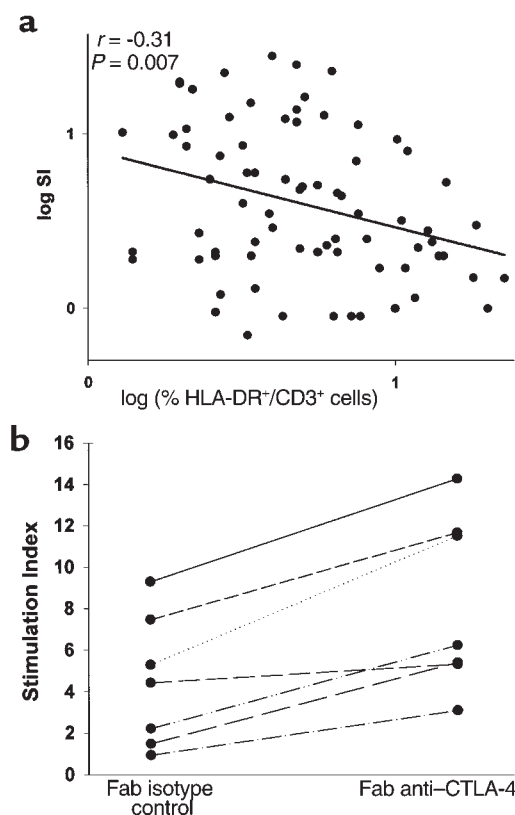 a
r = -0.31
P = 0.007
1
log SI
0
0
1
log (% HLA-DR⁺/CD3⁺ cells)
b
16
14
12
10
8
6
4
2
0
Stimulation Index
Fab isotype
control
Fab anti–CTLA-4